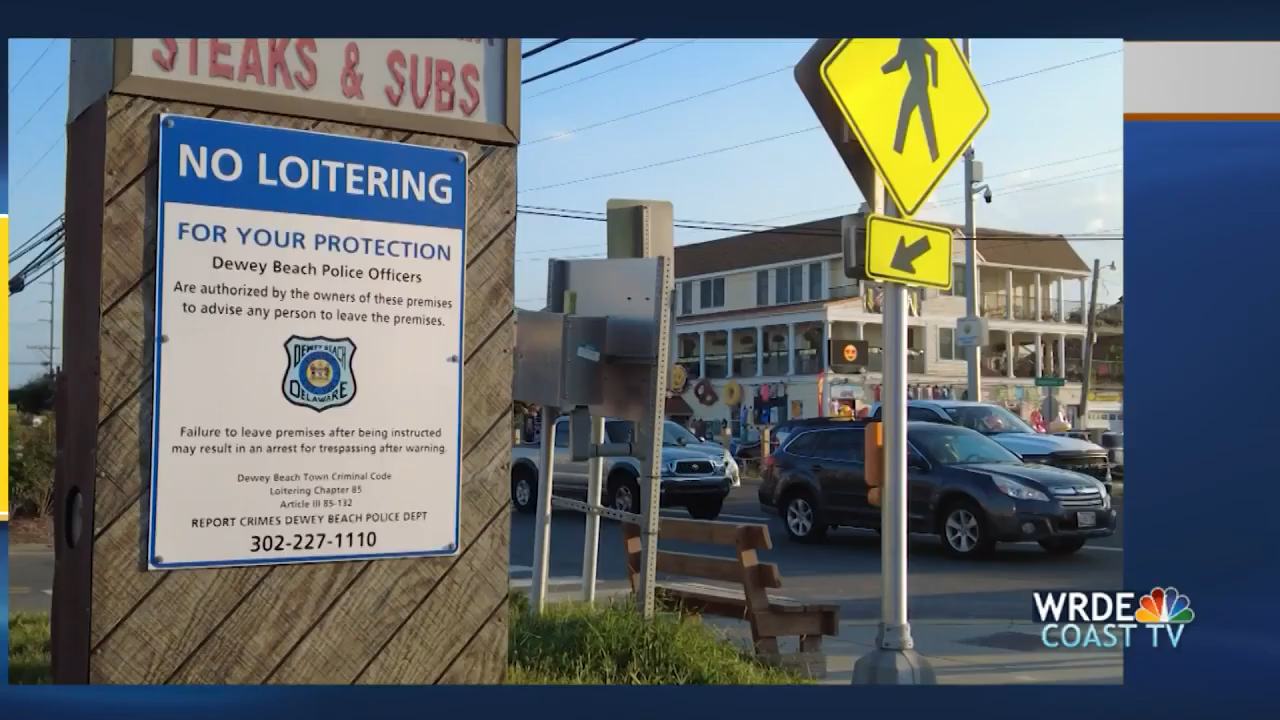 STEAKS & SUBS
NO LOITERING
FOR YOUR PROTECTION
Dewey Beach Police Officers
Are authorized by the owners of these premises
to advise any person to leave the premises.
DEWEY BEACH
DELAWARE
Failure to leave premises after being instructed
may result in an arrest for trespassing after warning.
Dewey Beach Town Criminal Code
Loitering Chapter 85
Article III 85-132
REPORT CRIMES DEWEY BEACH POLICE DEPT
302-227-1110
WRDE
COAST TV